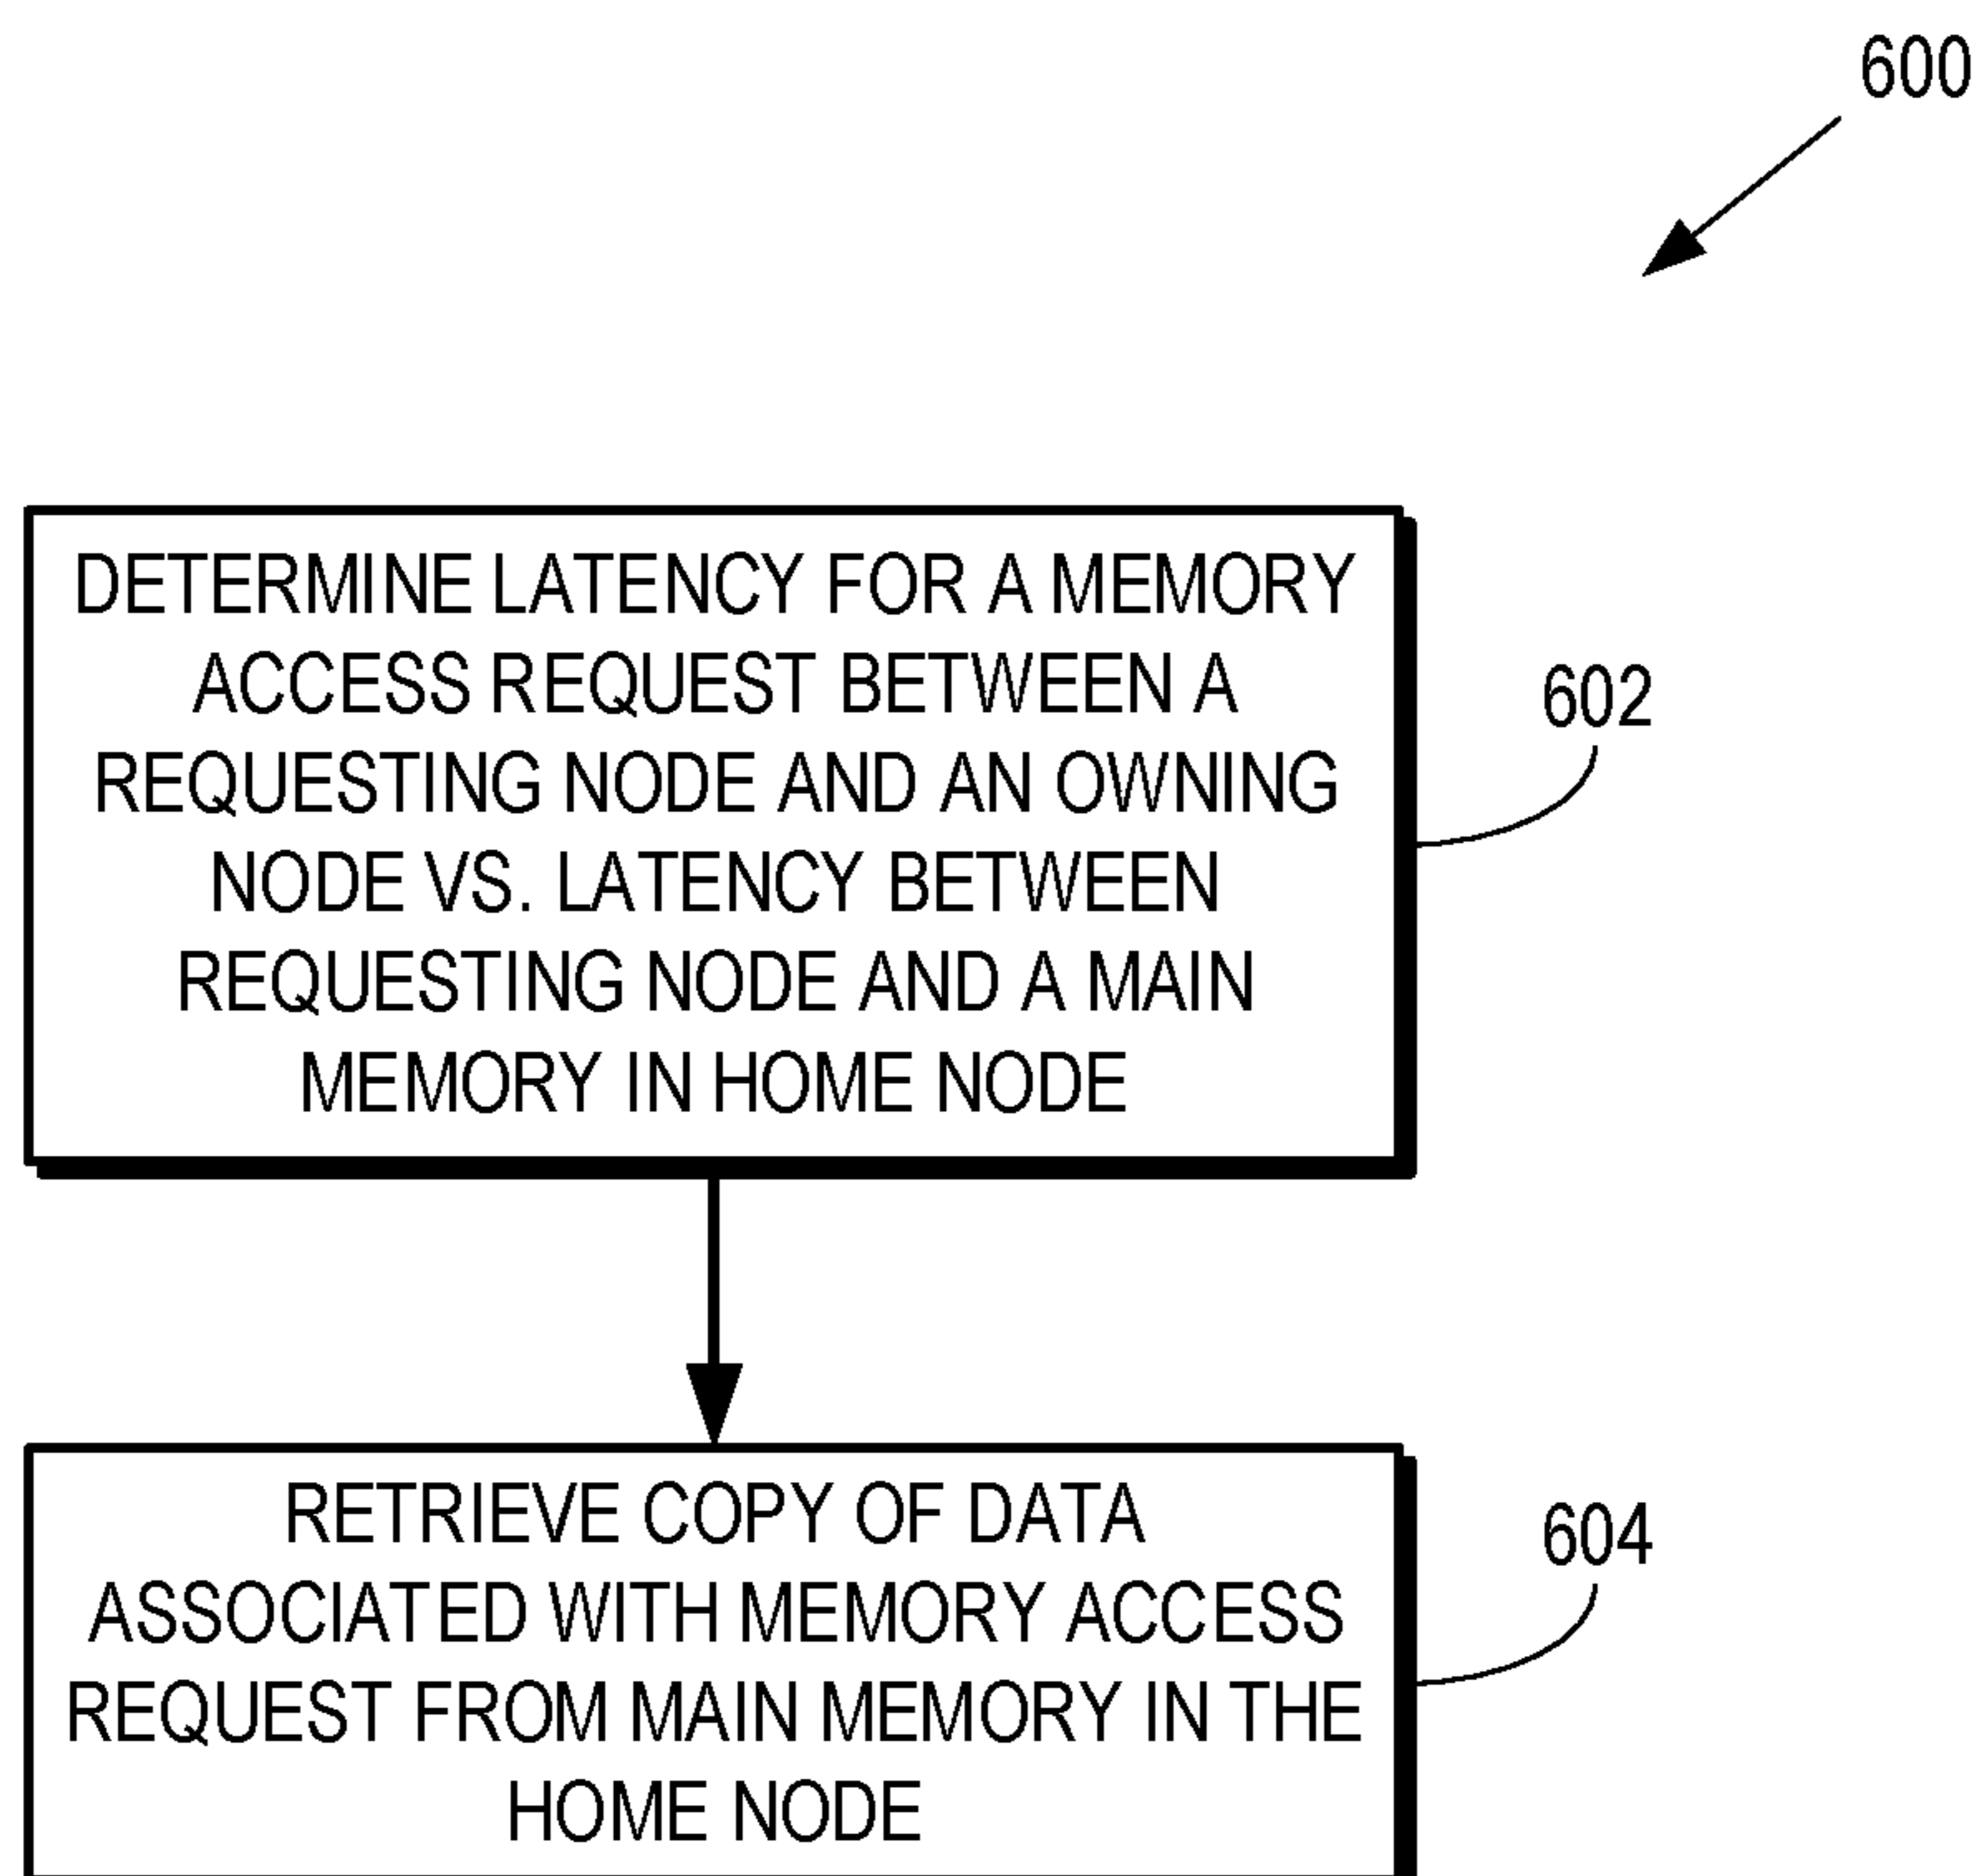 600
DETERMINE LATENCY FOR A MEMORY
ACCESS REQUEST BETWEEN A
REQUESTING NODE AND AN OWNING
NODE VS. LATENCY BETWEEN
REQUESTING NODE AND A MAIN
MEMORY IN HOME NODE
602
RETRIEVE COPY OF DATA
ASSOCIATED WITH MEMORY ACCESS
REQUEST FROM MAIN MEMORY IN THE
HOME NODE
604